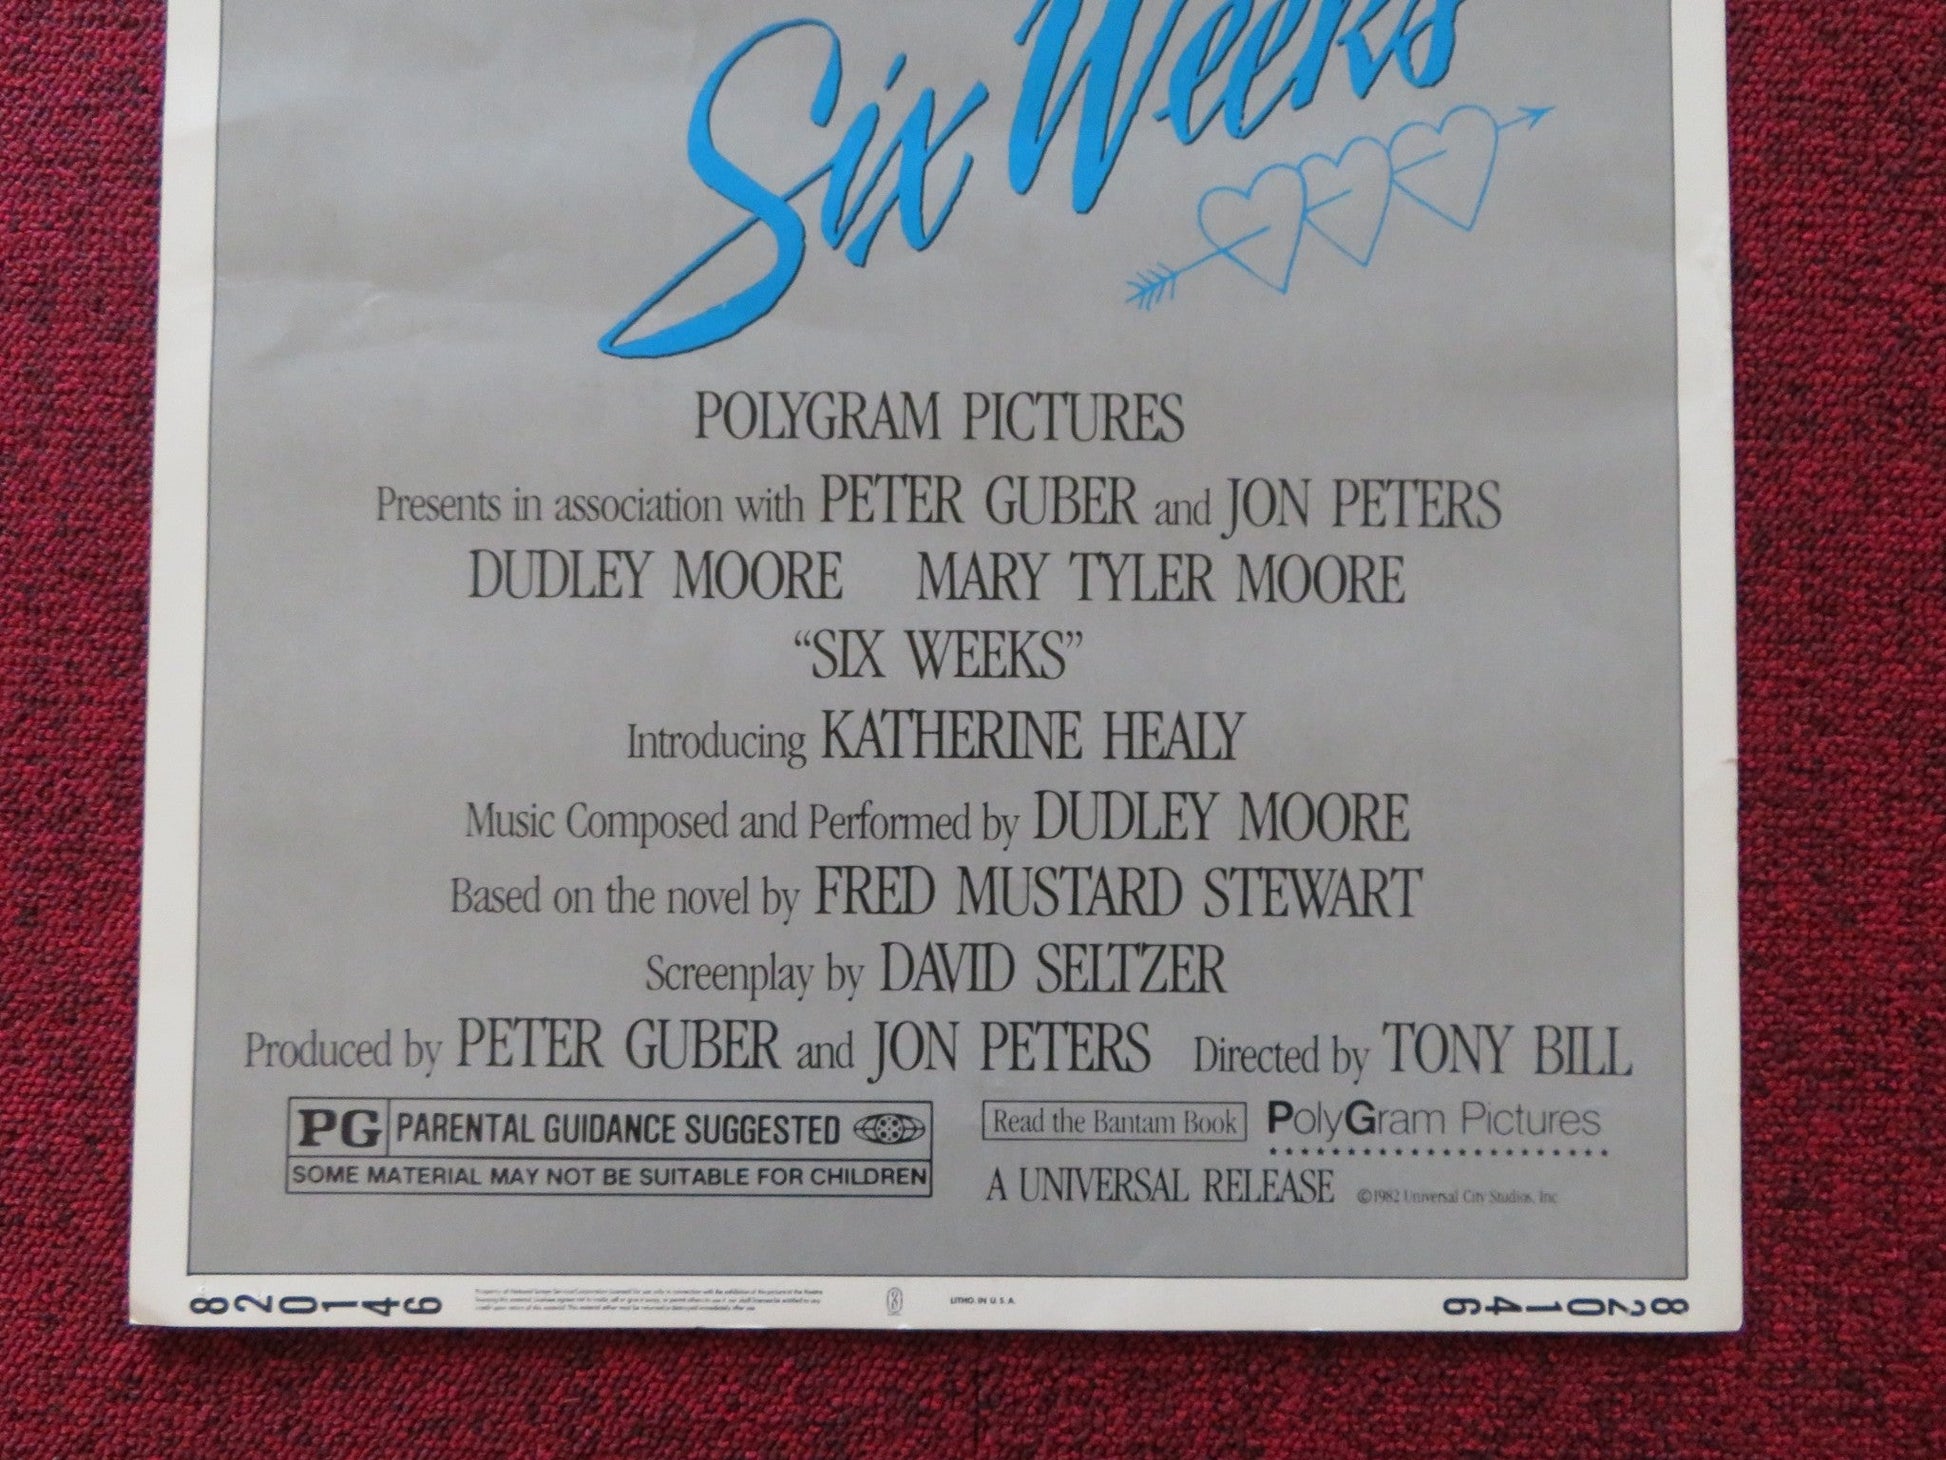 Six Weeks
POLYGRAM PICTURES
Presents in association with PETER GUBER and JON PETERS
DUDLEY MOORE MARY TYLER MOORE
“SIX WEEKS”
Introducing KATHERINE HEALY
Music Composed and Performed by DUDLEY MOORE
Based on the novel by FRED MUSTARD STEWART
Screenplay by DAVID SELTZER
Produced by PETER GUBER and JON PETERS Directed by TONY BILL
PG PARENTAL GUIDANCE SUGGESTED
SOME MATERIAL MAY NOT BE SUITABLE FOR CHILDREN
Read the Bantam Book PolyGram Pictures
A UNIVERSAL RELEASE ©1982 Universal City Studios, Inc
820146
LITHO. IN U.S.A.
820146